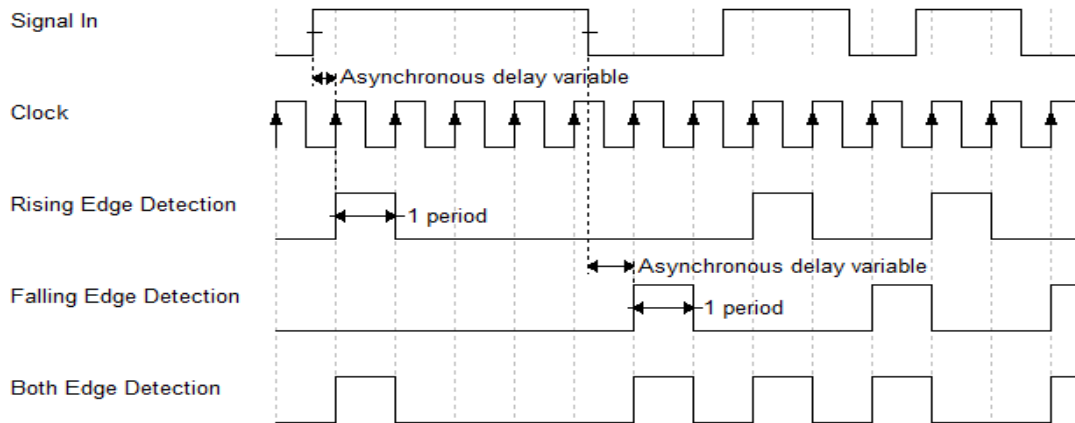 Signal In
Asynchronous delay variable
Clock
Rising Edge Detection
1 period
Asynchronous delay variable
Falling Edge Detection
1 period
Both Edge Detection